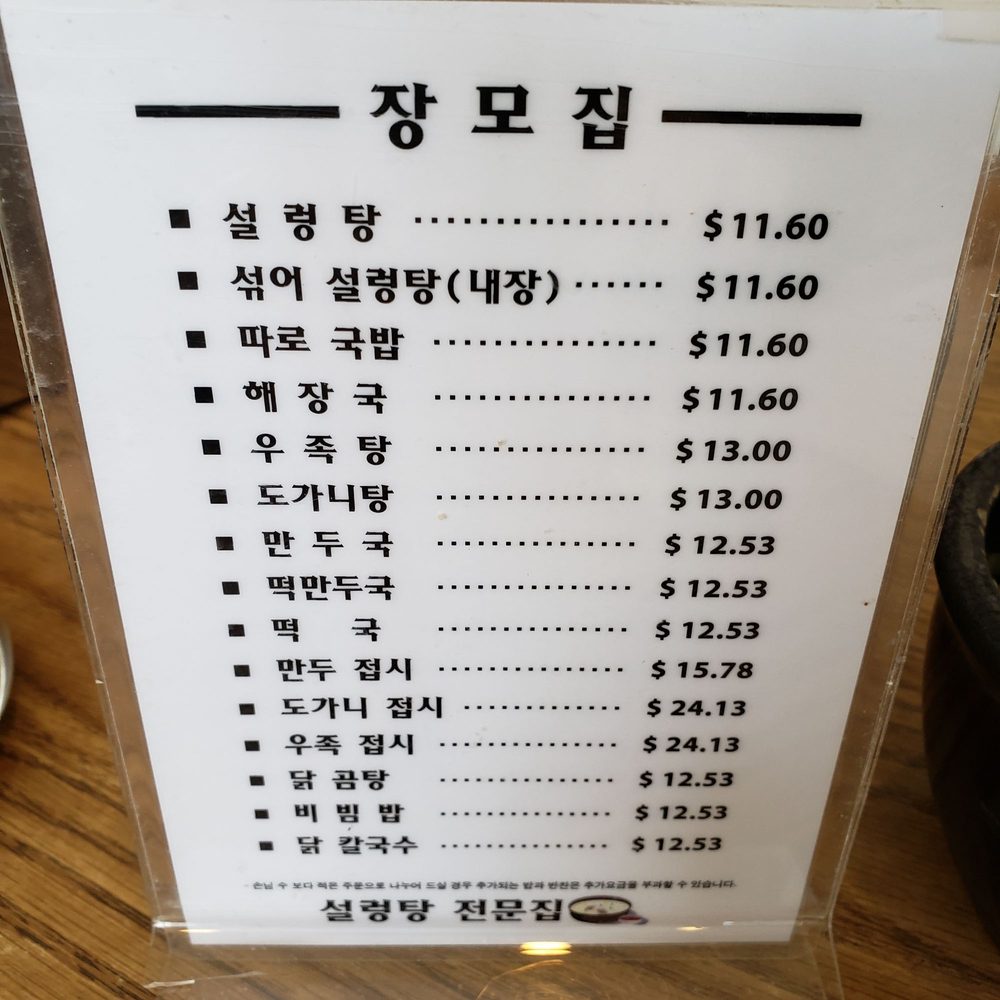 장모집
■ 설렁탕 ................ $11.60
■ 섞어 설렁탕(내장) ...... $11.60
■ 따로 국밥 ................ $11.60
■ 해장국 ................ $11.60
■ 우족탕 ................ $13.00
■ 도가니탕 ................ $13.00
■ 만두국 ................ $12.53
■ 떡만두국 ................ $12.53
■ 떡국 ................ $12.53
■ 만두 접시 ................ $15.78
■ 도가니 접시 .............. $24.13
■ 우족 접시 ................ $24.13
■ 닭 곰탕 ................ $12.53
■ 비빔밥 ................ $12.53
■ 닭 칼국수 ................ $12.53
손님 수 보다 적은 주문으로 나누어 드실 경우 추가되는 밥과 반찬은 추가요금을 부과할 수 있습니다.
설렁탕 전문집